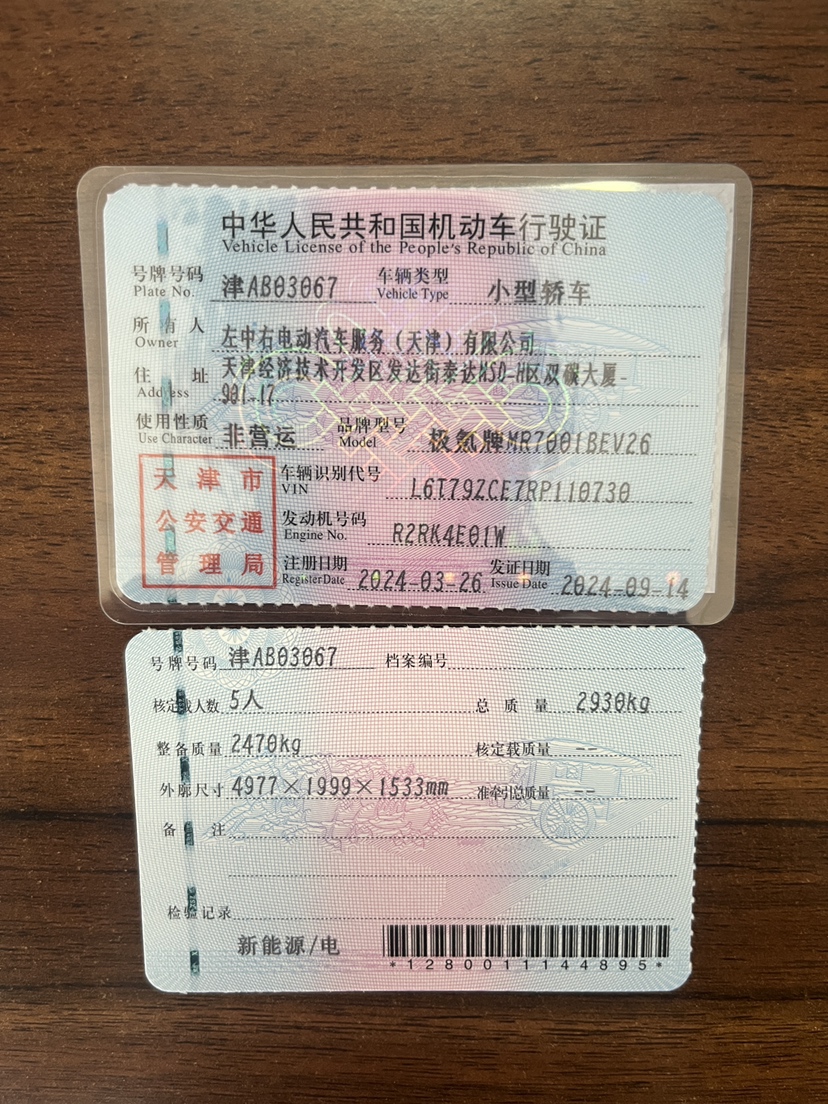 中华人民共和国机动车行驶证
Vehicle License of the People's Republic of China
号牌号码 津AB03067 车辆类型 小型轿车
Plate No. Vehicle Type
所有人 左中右电动汽车服务（天津）有限公司
Owner
住址 天津经济技术开发区发达街泰达MSD-H区双碳大厦-
Address 901-17
使用性质 非营运 品牌型号 极氪牌MR7001BEV26
Use Character Model
天津市 车辆识别代号 L6T79ZCE7RP110730
VIN
公安交通 发动机号码 R2RK4E01W
Engine No.
管理局 注册日期 2024-03-26 发证日期 2024-09-14
Register Date Issue Date
号牌号码 津AB03067 档案编号
核定载人数 5人 总质量 2930kg
整备质量 2470kg 核定载质量 --
外廓尺寸 4977×1999×1533mm 准牵引总质量 --
备注
检验记录
新能源/电
*1280011144895*